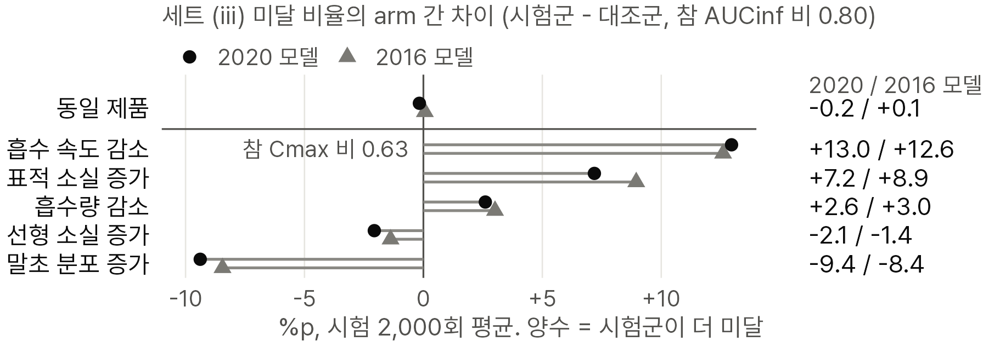 세트 (iii) 미달 비율의 arm 간 차이 (시험군 - 대조군, 참 AUCinf 비 0.80)
2020 모델 2016 모델
2020 / 2016 모델
동일 제품 -0.2 / +0.1
흡수 속도 감소 참 Cmax 비 0.63 +13.0 / +12.6
표적 소실 증가 +7.2 / +8.9
흡수량 감소 +2.6 / +3.0
선형 소실 증가 -2.1 / -1.4
말초 분포 증가 -9.4 / -8.4
-10 -5 0 +5 +10
%p, 시험 2,000회 평균. 양수 = 시험군이 더 미달